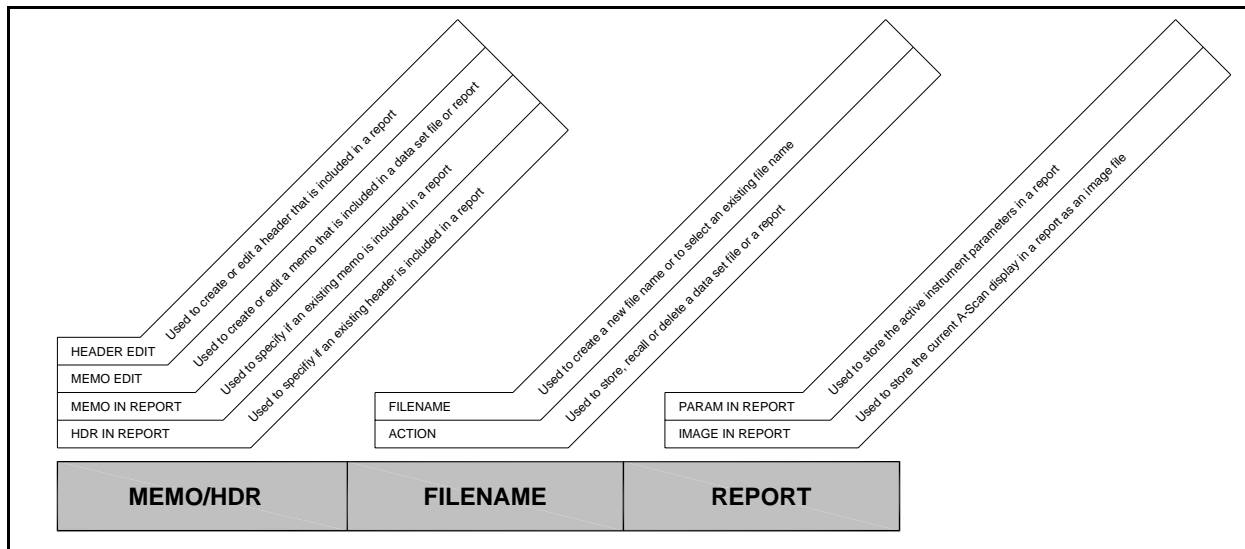 HEADER EDIT
Used to create or edit a header that is included in a report
MEMO EDIT
Used to create or edit a memo that is included in a data set file or report
MEMO IN REPORT
Used to specify if an existing memo is included in a report
HDR IN REPORT
Used to specifiy if an existing header is included in a report
FILENAME
Used to create a new file name or to select an existing file name
ACTION
Used to store, recall or delete a data set file or a report
PARAM IN REPORT
Used to store the active instrument parameters in a report
IMAGE IN REPORT
Used to store the current A-Scan display in a report as an image file
MEMO/HDR
FILENAME
REPORT